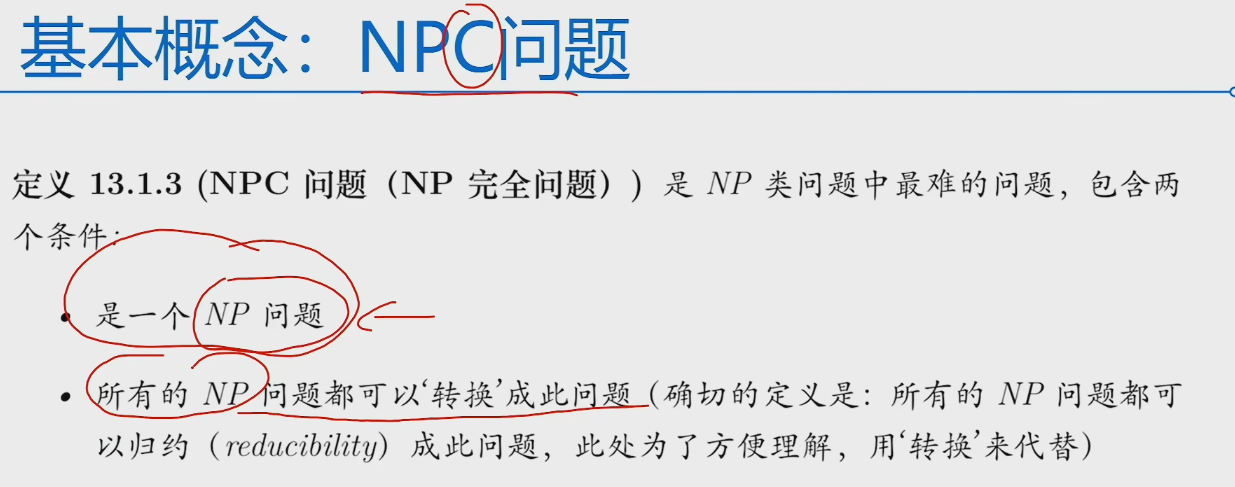 基本概念：NPC问题
定义 13.1.3 (NPC 问题（NP 完全问题）) 是 NP 类问题中最难的问题，包含两
个条件：
• 是一个 NP 问题
• 所有的 NP 问题都可以‘转换’成此问题（确切的定义是：所有的 NP 问题都可
以归约（reducibility）成此问题，此处为了方便理解，用‘转换’来代替）